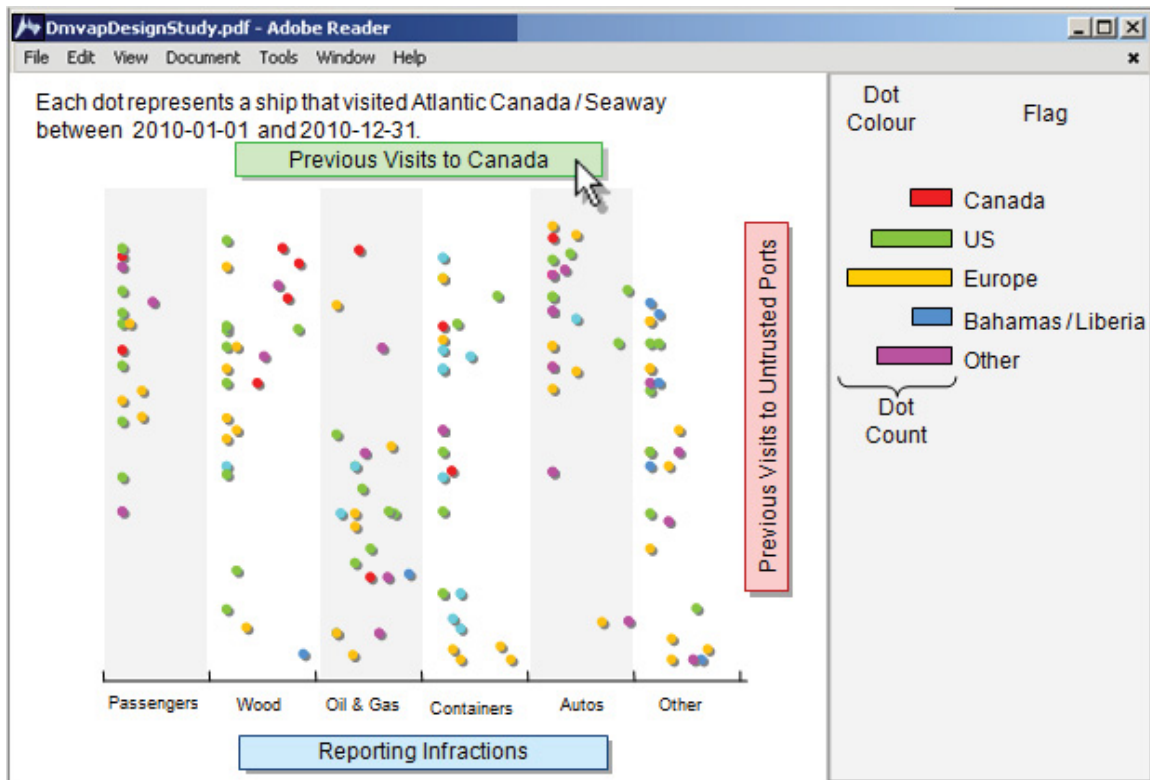 DmvapDesignStudy.pdf - Adobe Reader
File Edit View Document Tools Window Help
Each dot represents a ship that visited Atlantic Canada / Seaway
between 2010-01-01 and 2010-12-31.
Previous Visits to Canada
Previous Visits to Untrusted Ports
Passengers Wood Oil & Gas Containers Autos Other
Reporting Infractions
Dot
Colour
Flag
Canada
US
Europe
Bahamas / Liberia
Other
Dot
Count